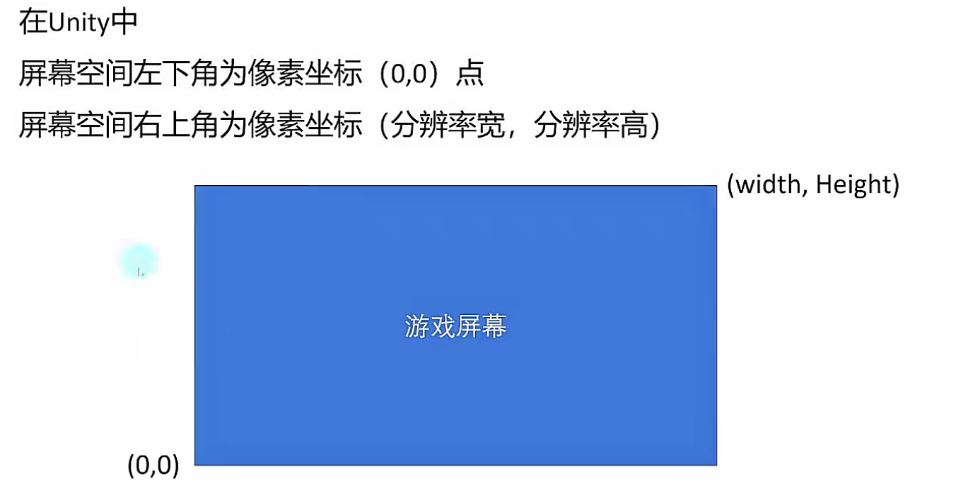 在Unity中
屏幕空间左下角为像素坐标（0,0）点
屏幕空间右上角为像素坐标（分辨率宽，分辨率高）
(width, Height)
游戏屏幕
(0,0)